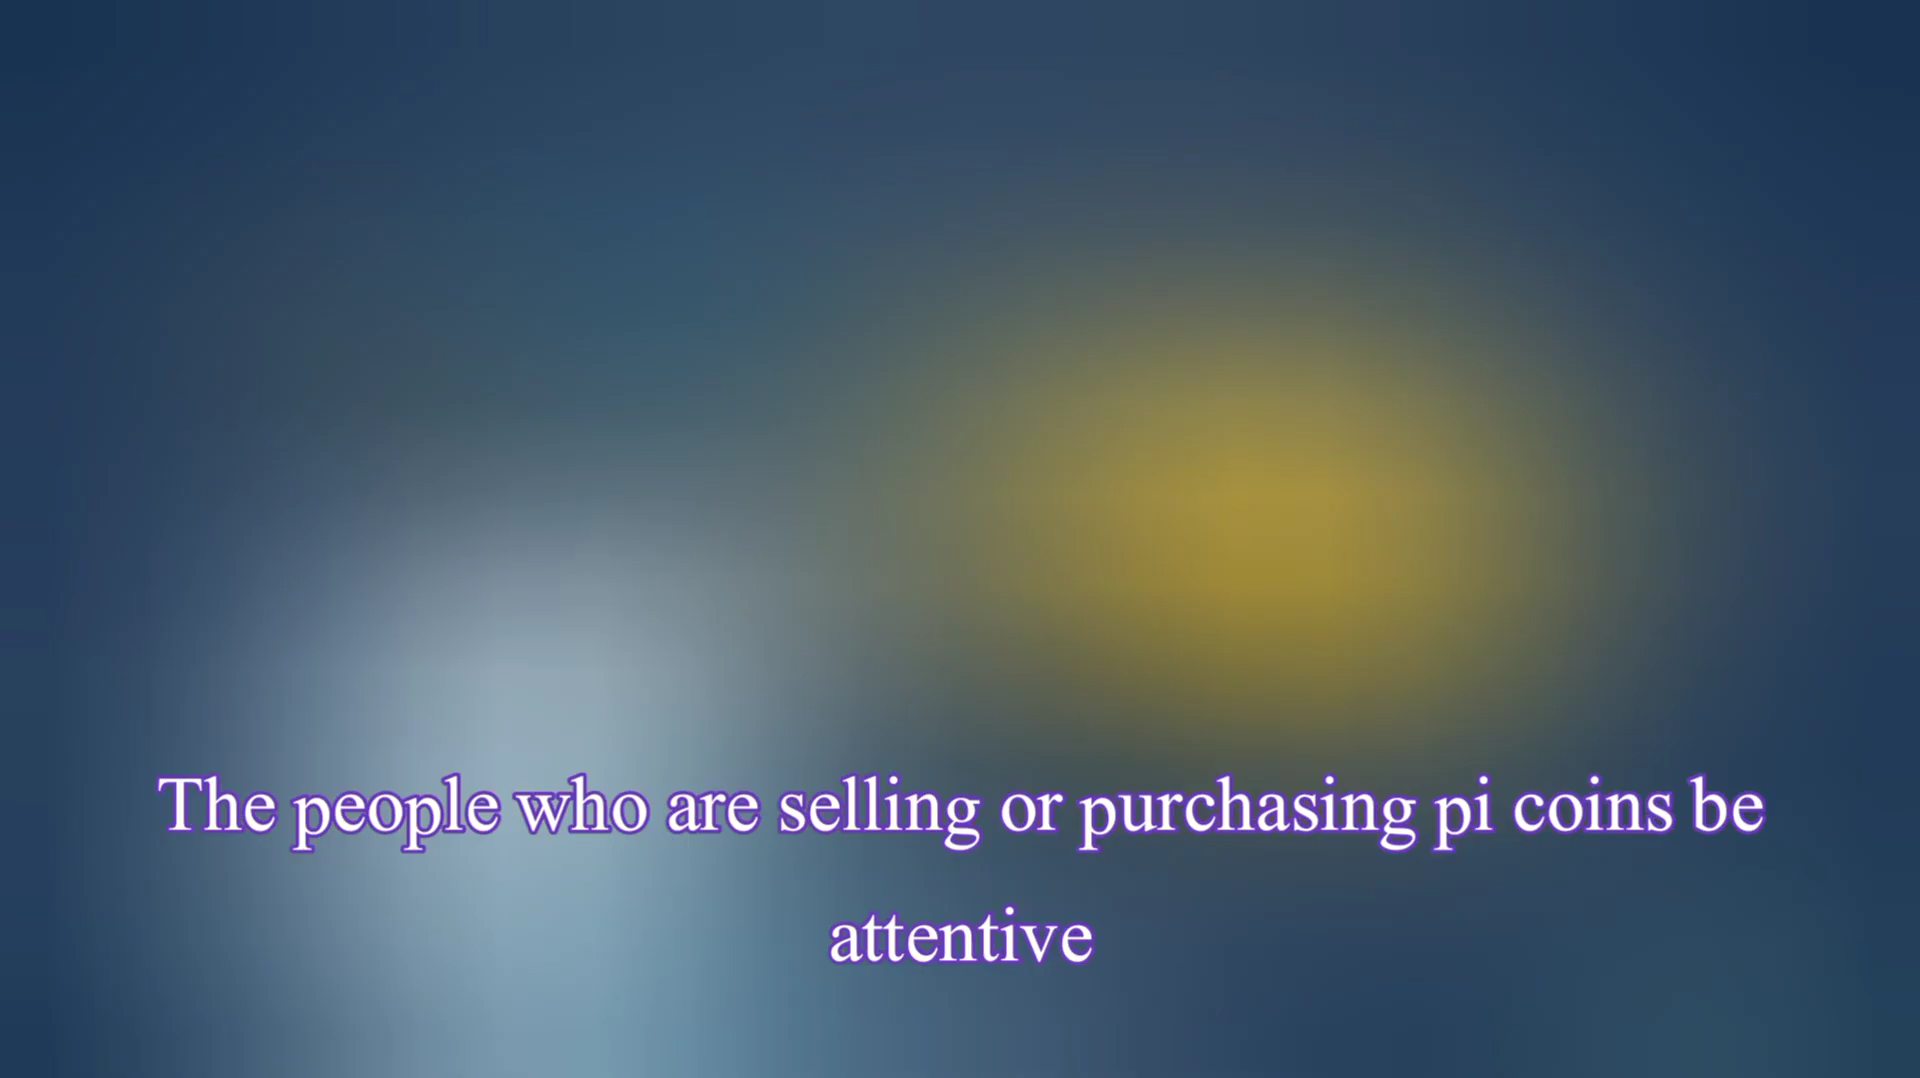 The people who are selling or purchasing pi coins be
attentive